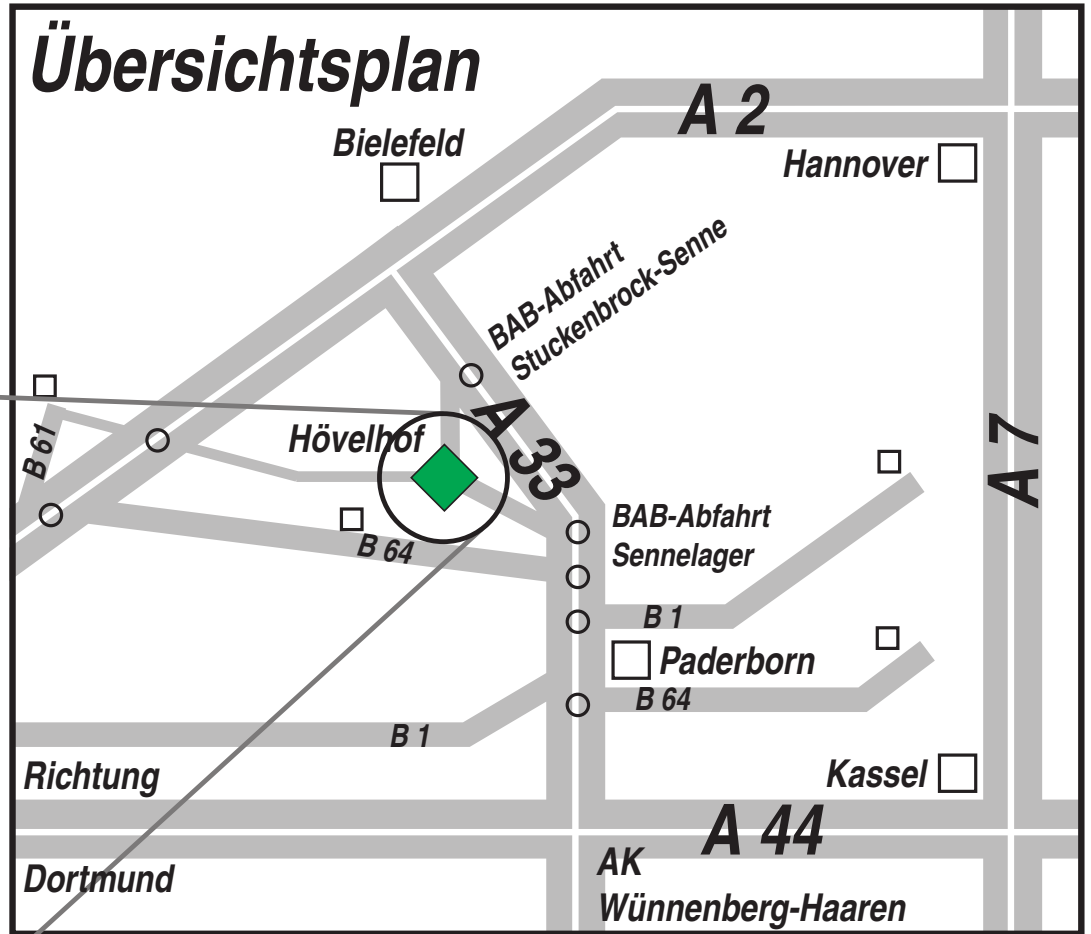 Übersichtsplan
A 2
Bielefeld
Hannover
BAB-Abfahrt
Stuckenbrock-Senne
A 33
A 7
B 61
Hövelhof
B 64
BAB-Abfahrt
Sennelager
B 1
Paderborn
B 64
B 1
Richtung
Kassel
A 44
Dortmund
AK
Wünnenberg-Haaren